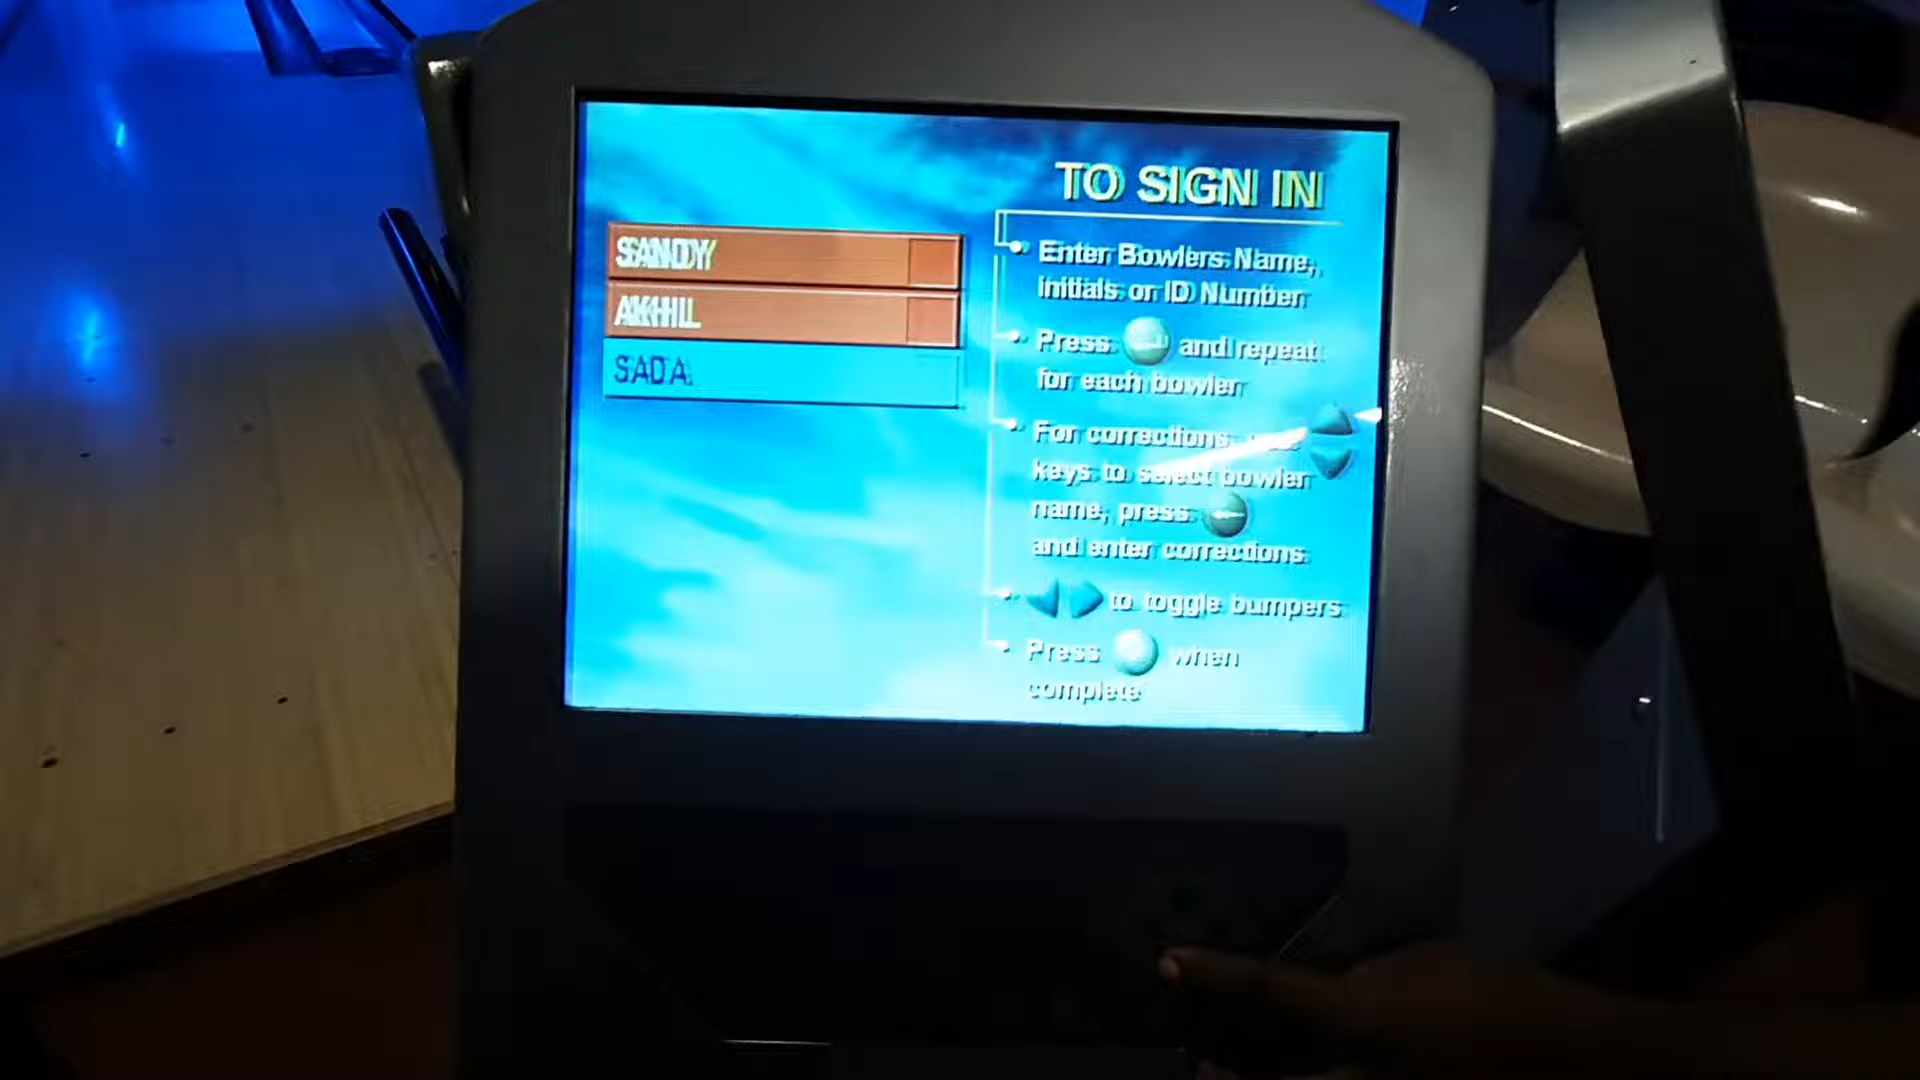 SANDY
AKHIL
SADA
TO SIGN IN
Enter Bowlers Name,
Initials or ID Number
Press and repeat
for each bowler
For corrections
keys to select bowler
name, press
and enter corrections
to toggle bumpers
Press when
complete